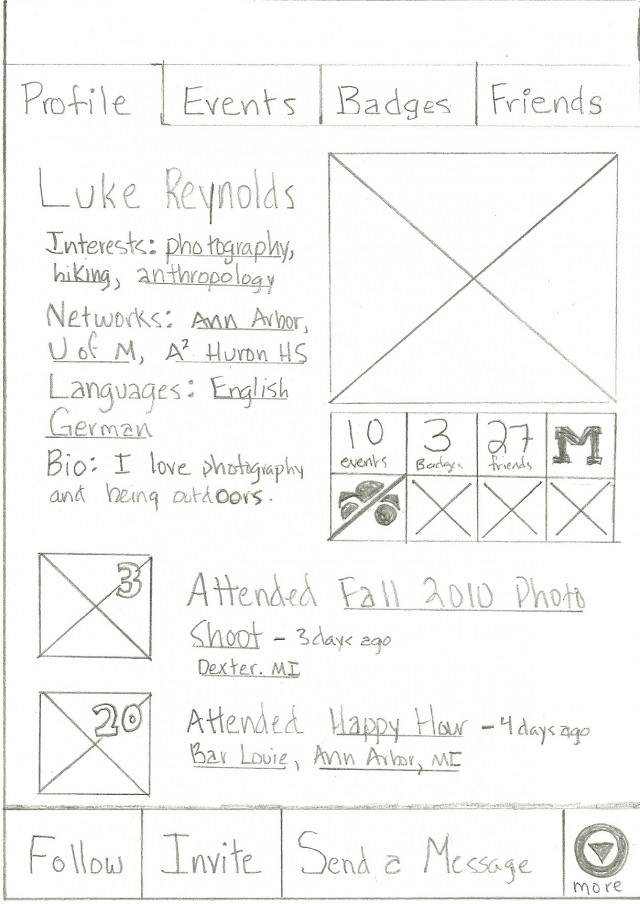 Profile Events Badges Friends
Luke Reynolds
Interests: photography,
hiking, anthropology
Networks: Ann Arbor,
U of M, A² Huron HS
Languages: English
German
Bio: I love photography
and being outdoors.
10 3 27 M
events Badges friends
3
Attended Fall 2010 Photo
Shoot - 3 days ago
Dexter. MI
20
Attended Happy Hour - 4 days ago
Bar Louie, Ann Arbor, MI
Follow Invite Send a Message
more